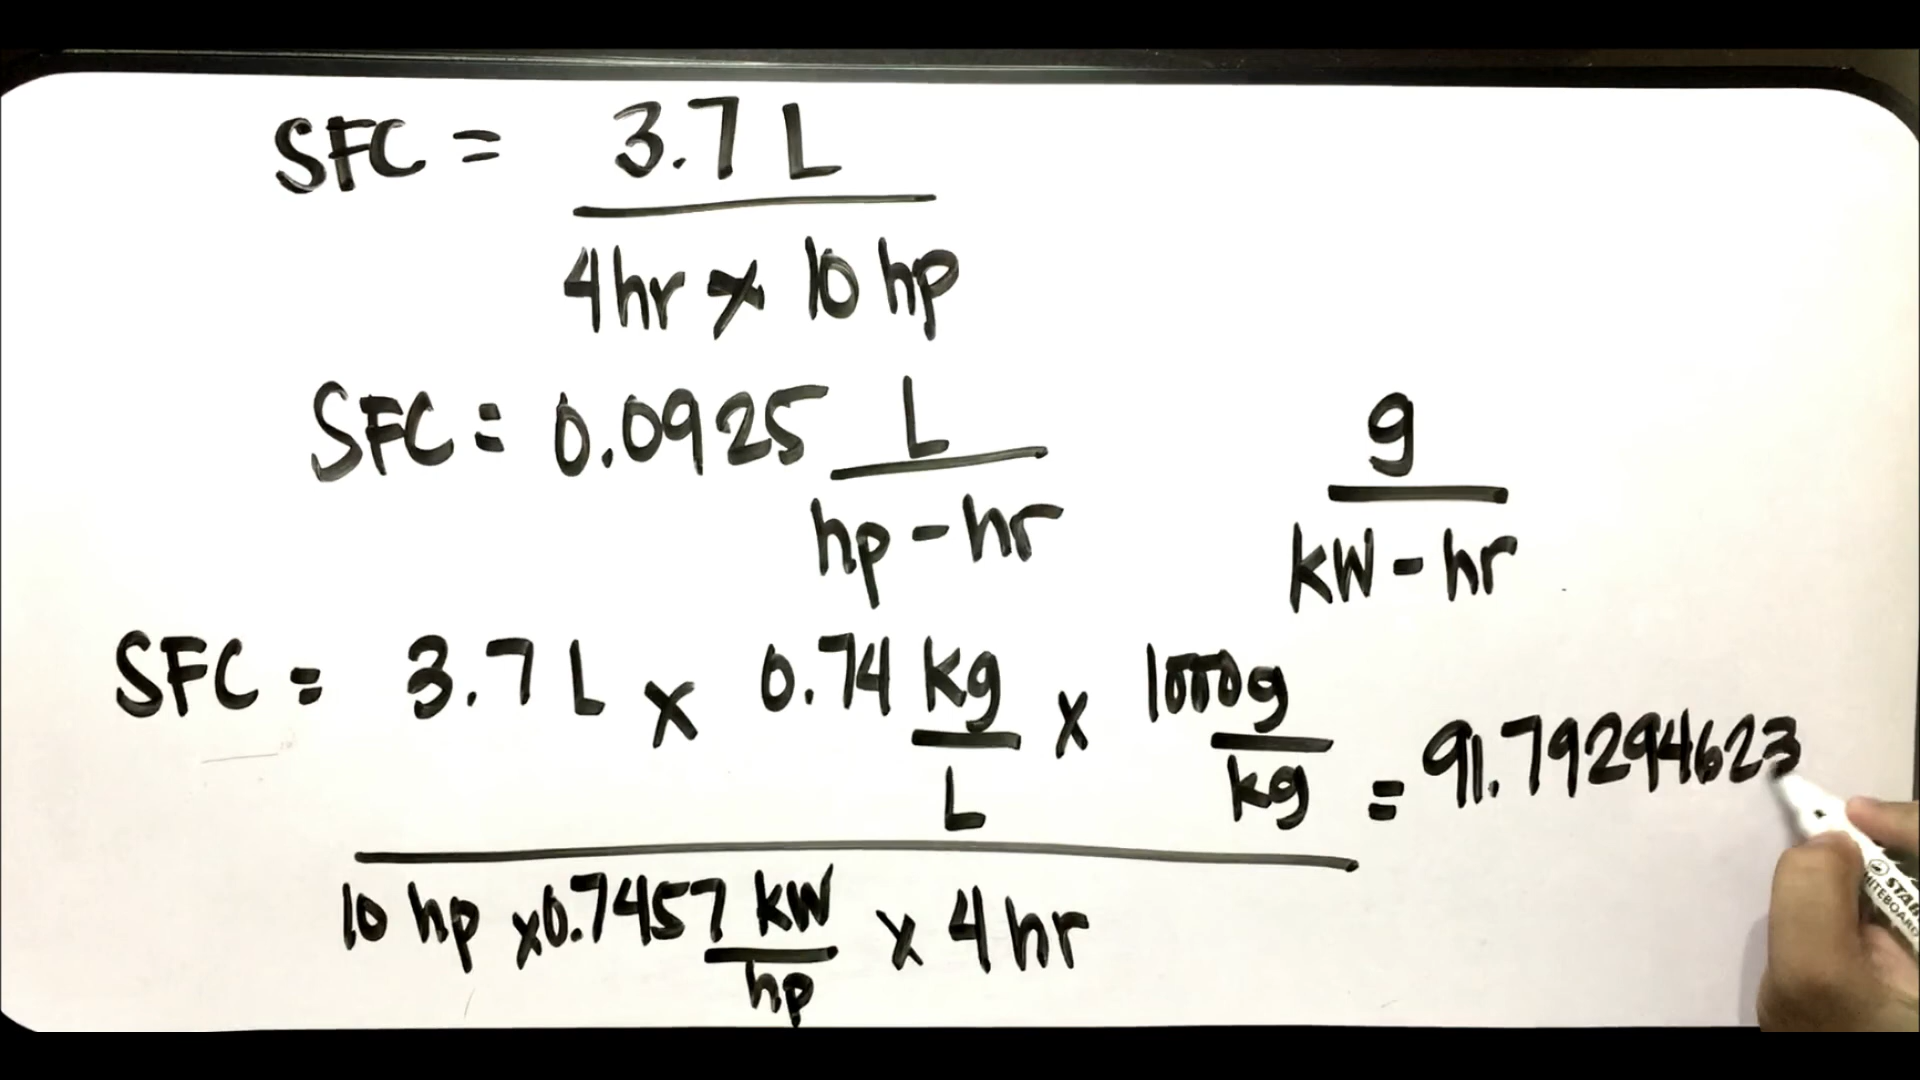 SFC = 3.7 L
4hr x 10 hp
SFC = 0.0925 L
hp - hr
g
kW - hr
SFC = 3.7 L x 0.74 kg x 1000g
L
kg
= 91.79294623
10 hp x 0.7457 kW x 4 hr
hp